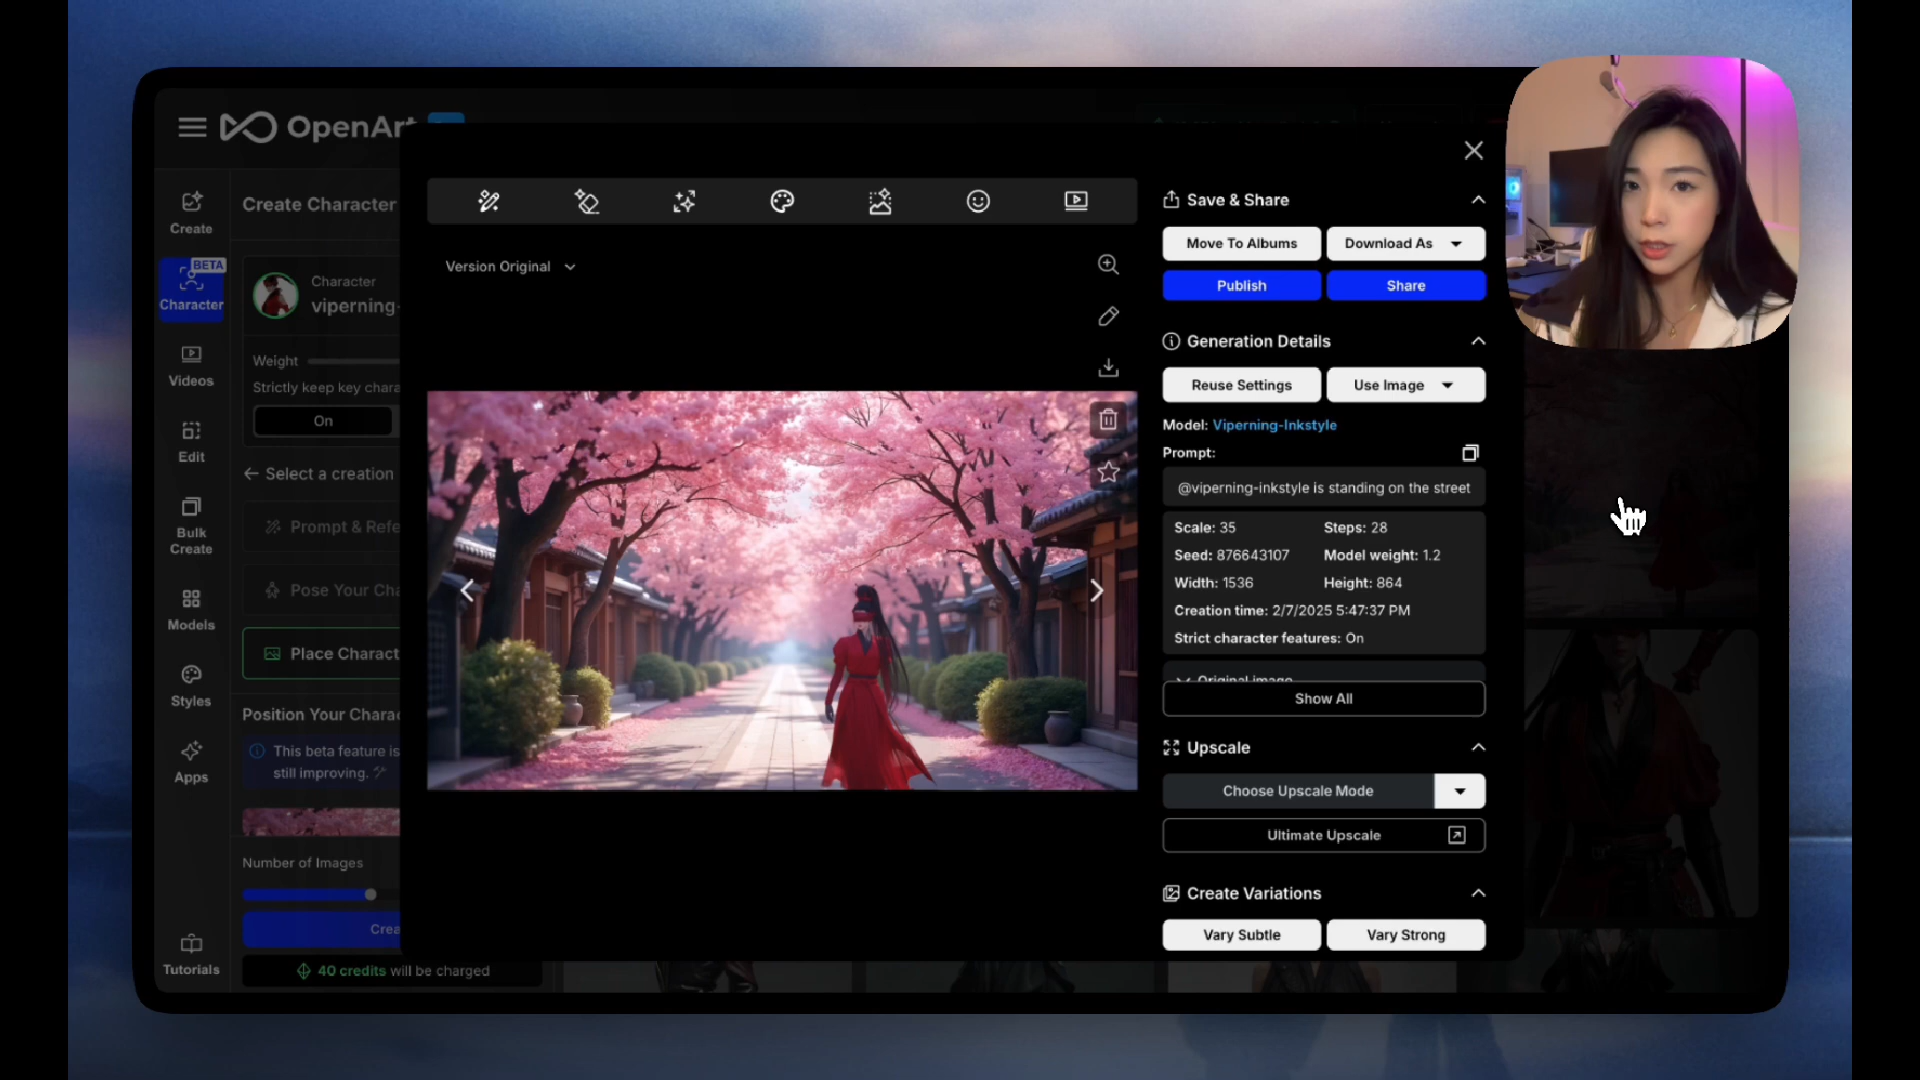 OpenArt
Create
BETA
Character
Videos
Edit
Bulk
Create
Models
Styles
Apps
Tutorials
Create Character
Character
viperning-
Weight
Strictly keep key chara
On
Select a creation
Prompt & Refe
Pose Your Cha
Place Charact
Position Your Charac
This beta feature is
still improving.
Number of Images
Crea
40 credits will be charged
Version Original
Save & Share
Move To Albums
Download As
Publish
Share
Generation Details
Reuse Settings
Use Image
Model: Viperning-Inkstyle
Prompt:
@viperning-inkstyle is standing on the street
Scale: 35 Steps: 28
Seed: 876643107 Model weight: 1.2
Width: 1536 Height: 864
Creation time: 2/7/2025 5:47:37 PM
Strict character features: On
Original image
Show All
Upscale
Choose Upscale Mode
Ultimate Upscale
Create Variations
Vary Subtle
Vary Strong